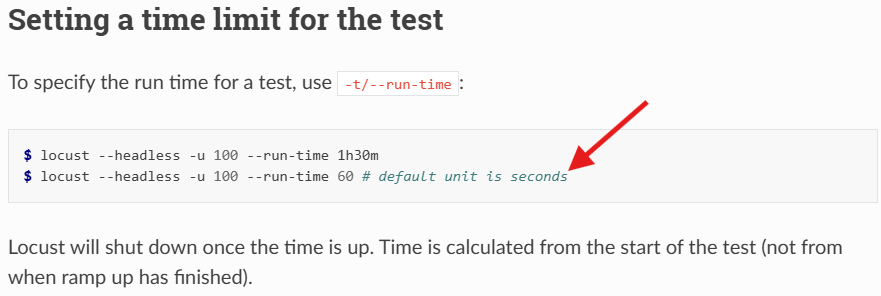 Setting a time limit for the test
To specify the run time for a test, use -t/--run-time:
$ locust --headless -u 100 --run-time 1h30m
$ locust --headless -u 100 --run-time 60 # default unit is seconds
Locust will shut down once the time is up. Time is calculated from the start of the test (not from
when ramp up has finished).